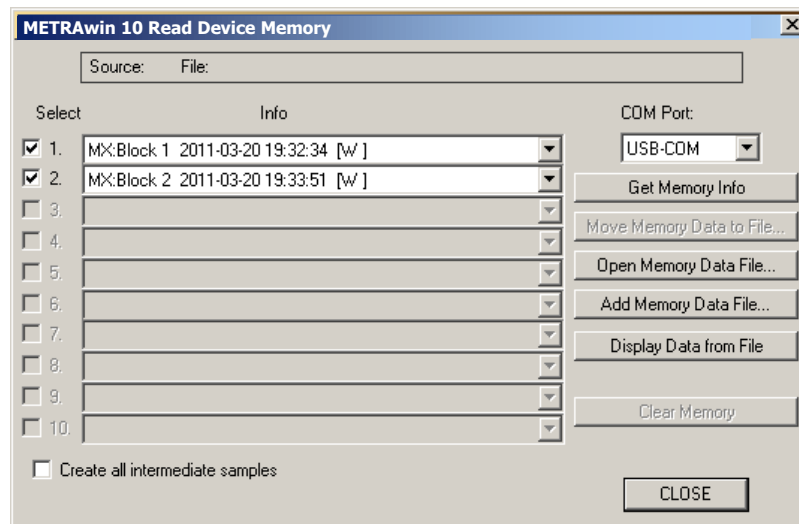 METRAwin 10 Read Device Memory
Source: File:
Select Info COM Port:
1. MX:Block 1 2011-03-20 19:32:34 [W ] USB-COM
2. MX:Block 2 2011-03-20 19:33:51 [W ]
Get Memory Info
3.
Move Memory Data to File...
4.
5. Open Memory Data File...
6. Add Memory Data File...
7.
Display Data from File
8.
9.
Clear Memory
10.
Create all intermediate samples
CLOSE